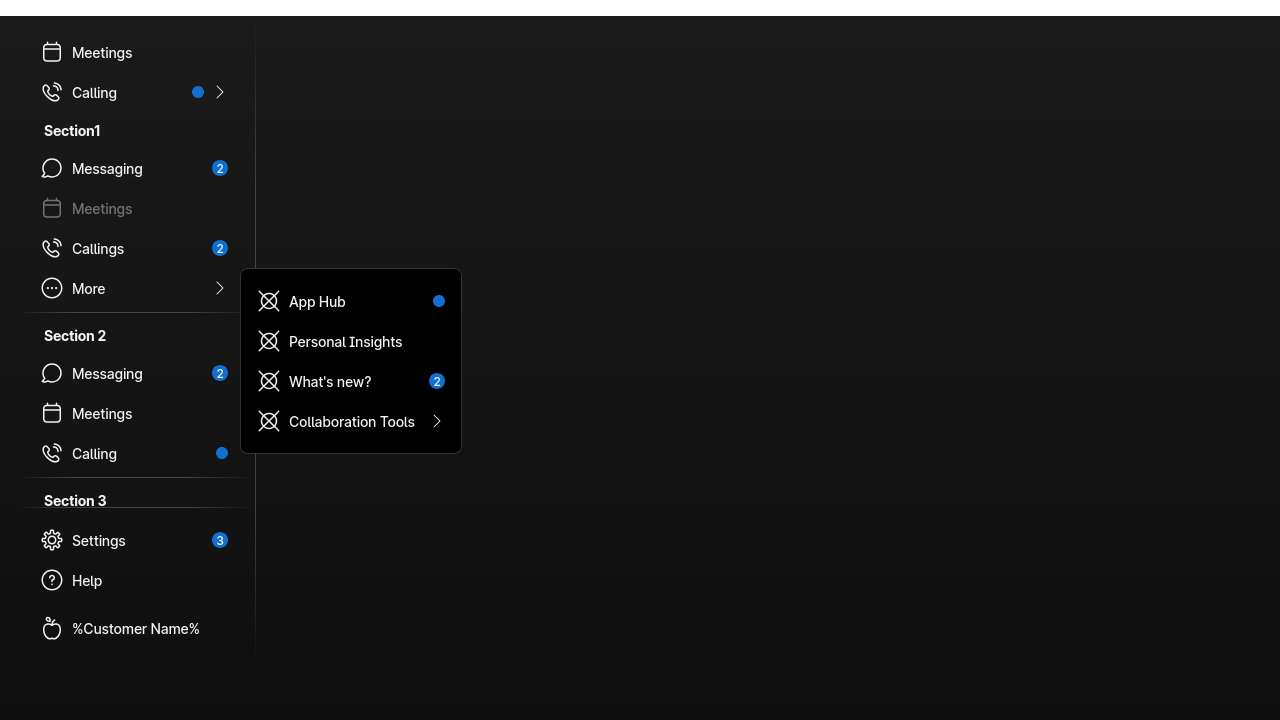 Meetings
Calling
Section1
Messaging 2
Meetings
Callings 2
More
App Hub
Personal Insights
What's new? 2
Collaboration Tools
Section 2
Messaging 2
Meetings
Calling
Section 3
Settings 3
Help
%Customer Name%